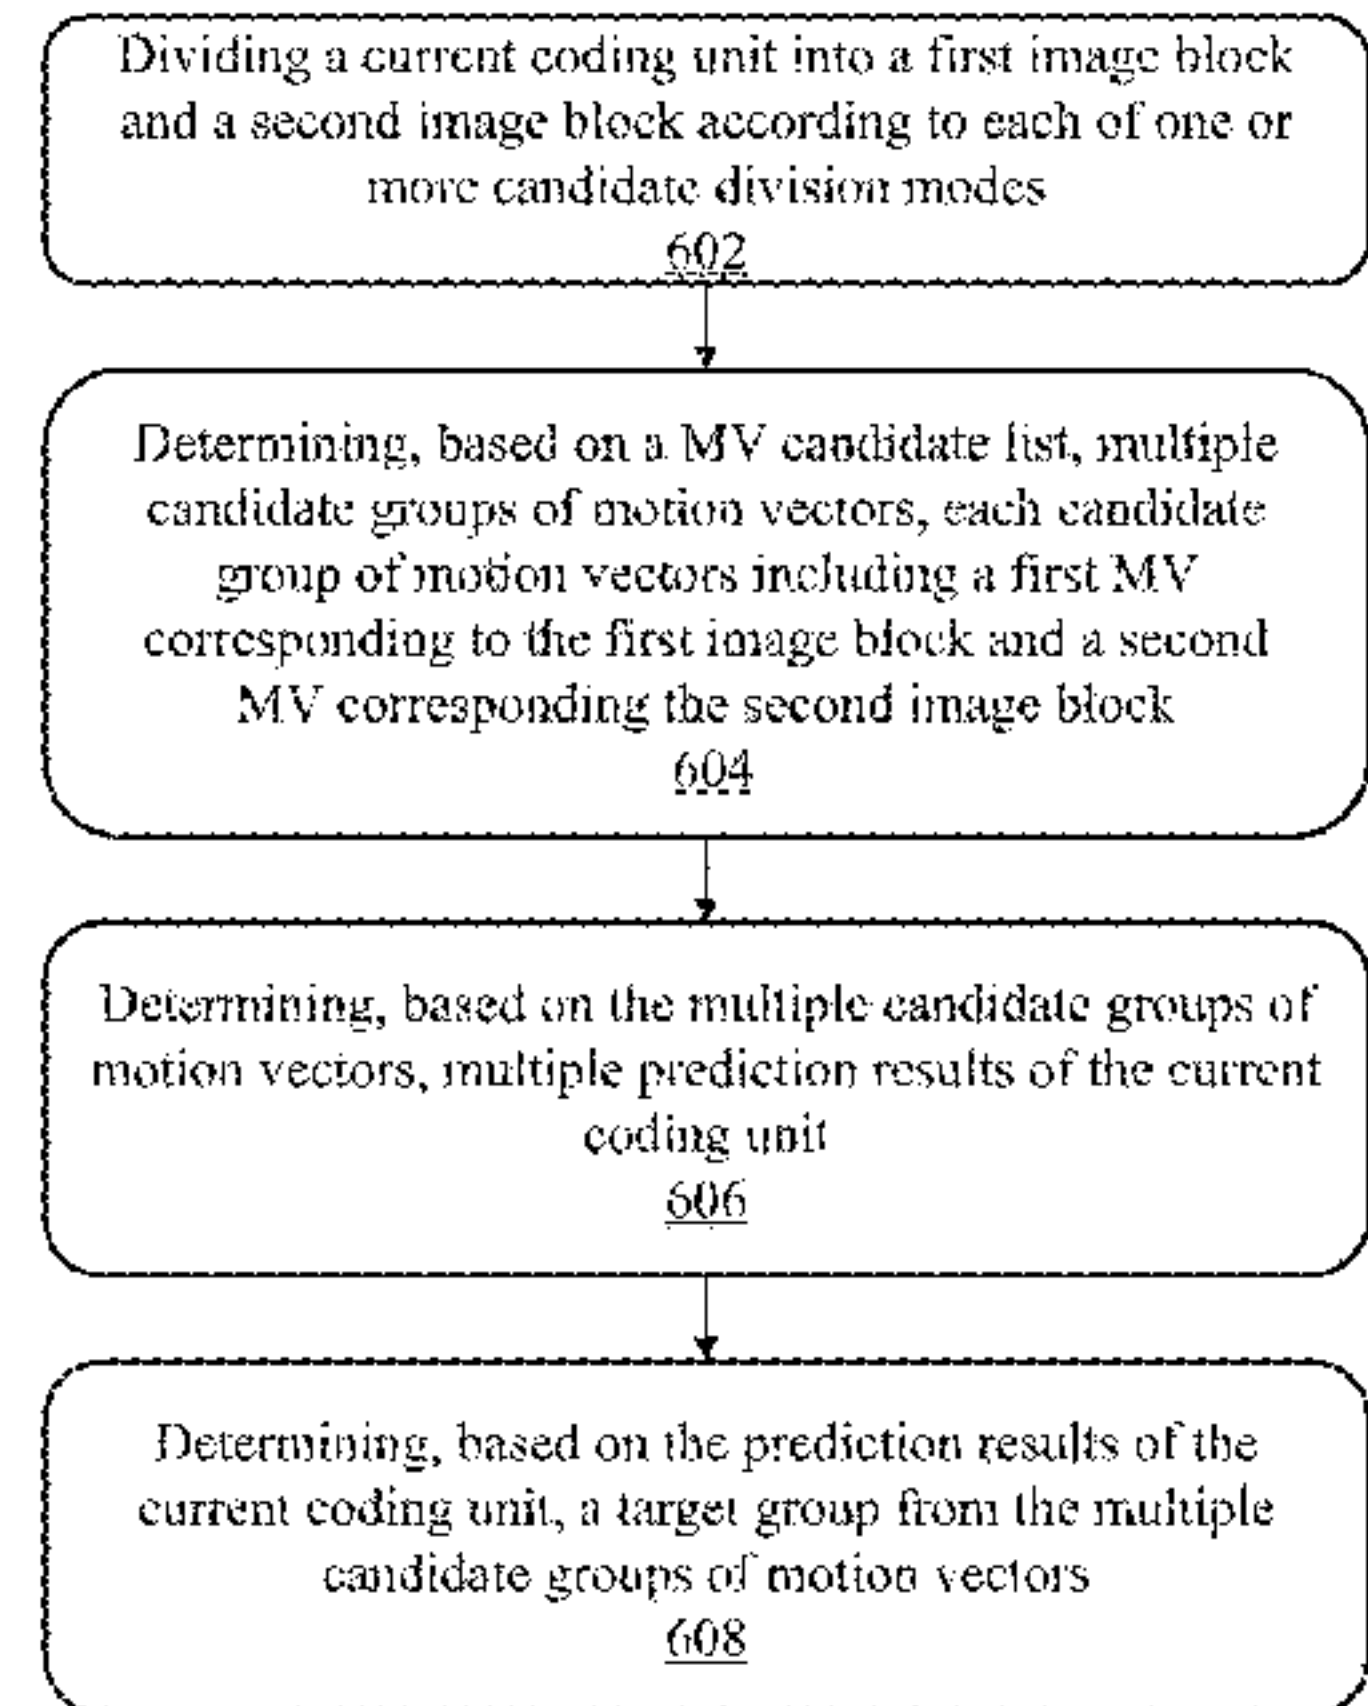 Dividing a current coding unit into a first image block
and a second image block according to each of one or
more candidate division modes
602
Determining, based on a MV candidate list, multiple
candidate groups of motion vectors, each candidate
group of motion vectors including a first MV
corresponding to the first image block and a second
MV corresponding the second image block
604
Determining, based on the multiple candidate groups of
motion vectors, multiple prediction results of the current
coding unit
606
Determining, based on the prediction results of the
current coding unit, a target group from the multiple
candidate groups of motion vectors
608